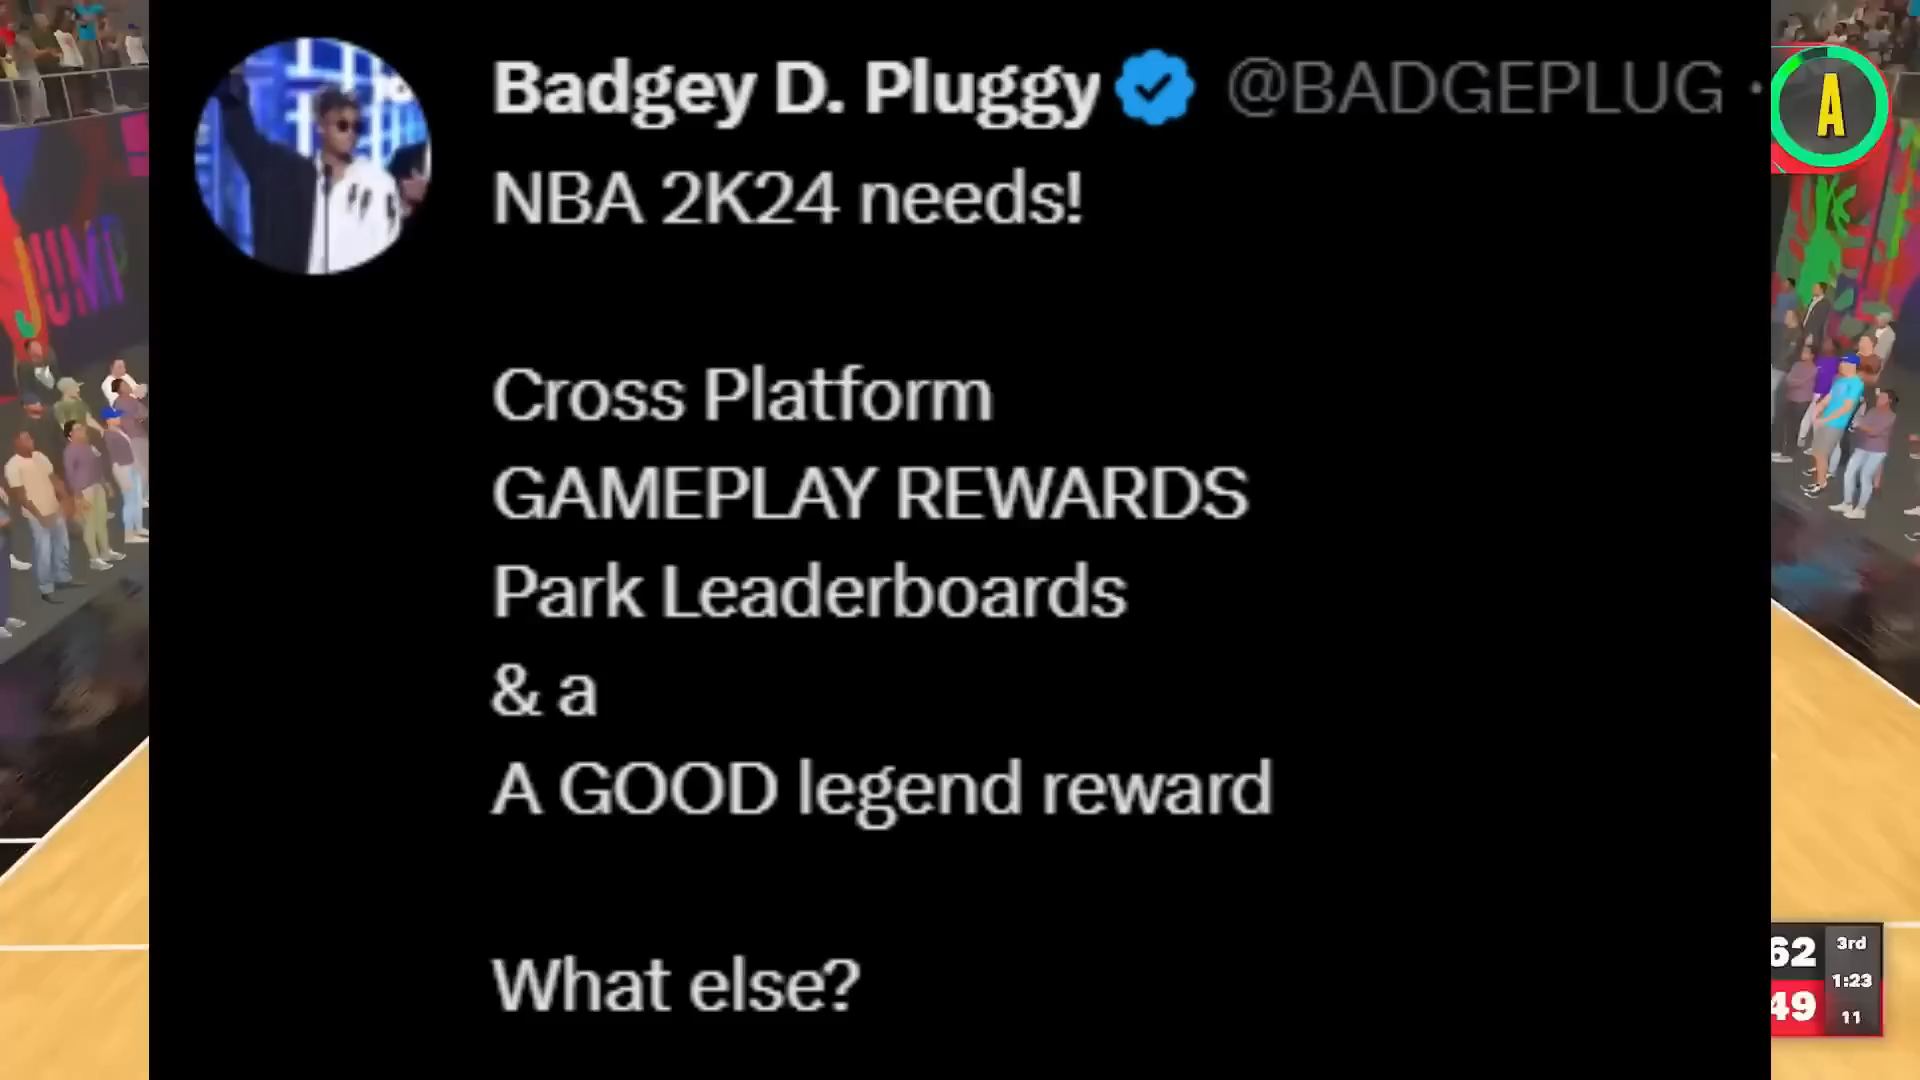 Badgey D. Pluggy @BADGEPLUG ·
NBA 2K24 needs!
Cross Platform
GAMEPLAY REWARDS
Park Leaderboards
& a
A GOOD legend reward
What else?
A
JUMP
62 3rd
1:23
49 11